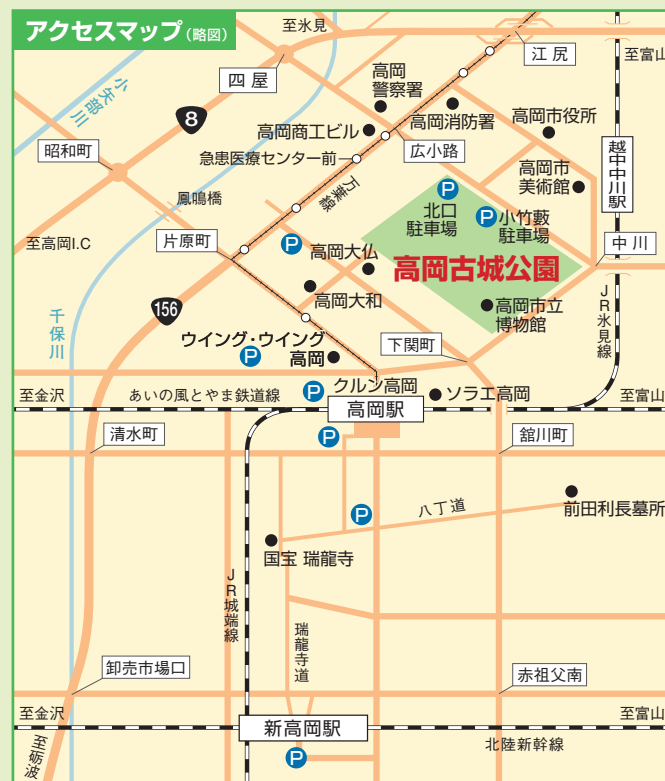 アクセスマップ(略図)
至氷見
江尻
至富山
四屋
小矢部川
高岡
警察署
8
高岡消防署
高岡市役所
高岡商工ビル
広小路
昭和町
急患医療センター前
越中中川駅
高岡市
美術館
万葉線
P
鳳鳴橋
北口
駐車場
P
小竹藪
駐車場
至高岡I.C
片原町
P
中川
高岡大仏
高岡古城公園
156
高岡大和
高岡市立
博物館
JR氷見線
千保川
ウイング・ウイング
高岡
P
下関町
クルン高岡
P
ソラエ高岡
至金沢
あいの風とやま鉄道線
高岡駅
至富山
清水町
P
舘川町
前田利長墓所
八丁道
P
国宝 瑞龍寺
JR城端線
瑞龍寺道
卸売市場口
赤祖父南
至金沢
新高岡駅
至富山
至砺波
北陸新幹線
P